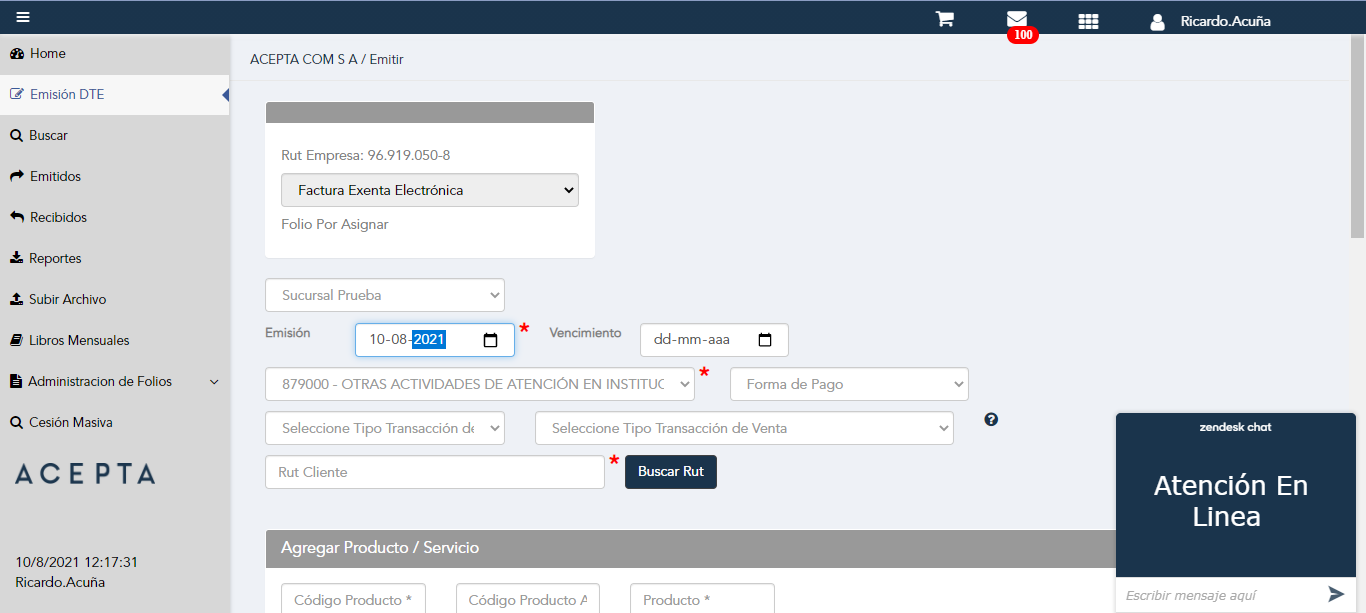 Ricardo.Acuña
100
Home
Emisión DTE
Buscar
Emitidos
Recibidos
Reportes
Subir Archivo
Libros Mensuales
Administracion de Folios
Cesión Masiva
ACEPTA
10/8/2021 12:17:31
Ricardo.Acuña
ACEPTA COM S A / Emitir
Rut Empresa: 96.919.050-8
Factura Exenta Electrónica
Folio Por Asignar
Sucursal Prueba
Emisión 10-08-2021 * Vencimiento dd-mm-aaa
879000 - OTRAS ACTIVIDADES DE ATENCIÓN EN INSTITUC * Forma de Pago
Seleccione Tipo Transacción de Seleccione Tipo Transacción de Venta ?
Rut Cliente * Buscar Rut
Agregar Producto / Servicio
Código Producto * Código Producto A Producto *
zendesk chat
Atención En
Linea
Escribir mensaje aquí